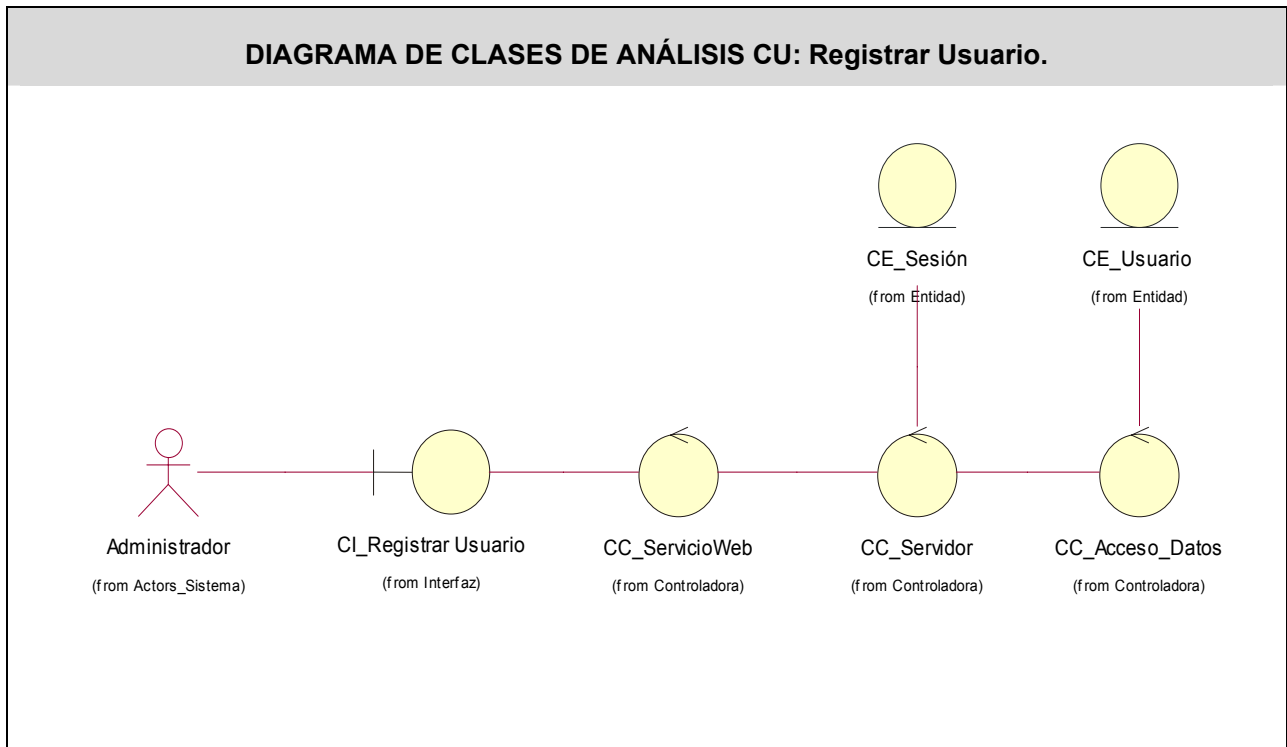 DIAGRAMA DE CLASES DE ANÁLISIS CU: Registrar Usuario.
CE_Sesión
(from Entidad)
CE_Usuario
(from Entidad)
Administrador
(from Actors_Sistema)
CI_Registrar Usuario
(from Interfaz)
CC_ServicioWeb
(from Controladora)
CC_Servidor
(from Controladora)
CC_Acceso_Datos
(from Controladora)